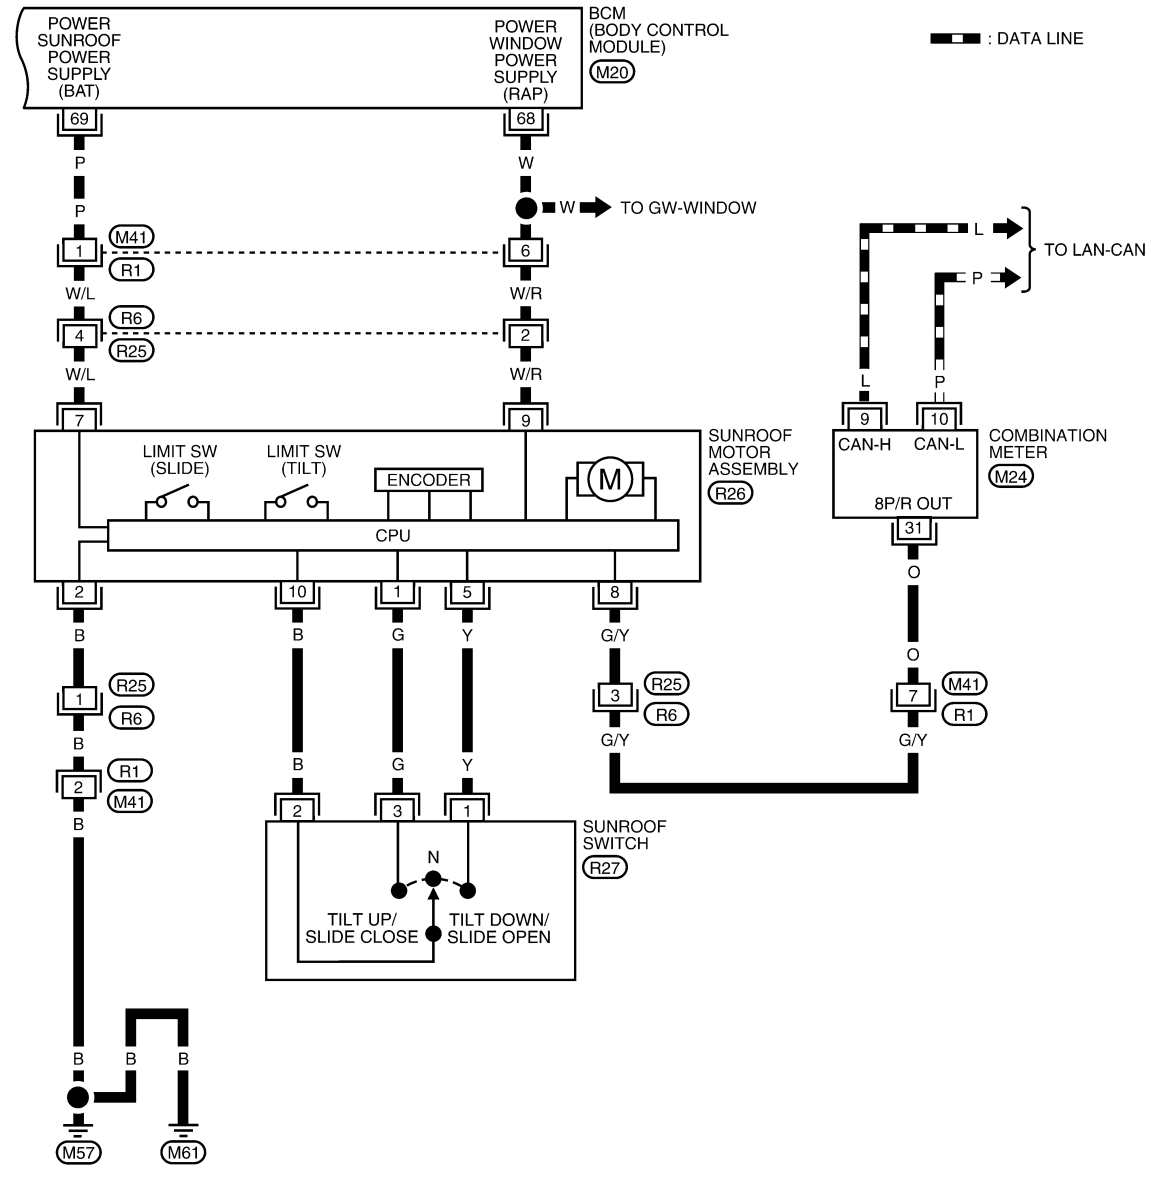 POWER
SUNROOF
POWER
SUPPLY
(BAT)
POWER
WINDOW
POWER
SUPPLY
(RAP)
BCM
(BODY CONTROL
MODULE)
M20
: DATA LINE
69
68
P
W
P
W
TO GW-WINDOW
1
M41
R1
6
W/L
W/R
4
R6
R25
2
W/L
W/R
7
9
L
P
TO LAN-CAN
L
P
9
10
CAN-H
CAN-L
8P/R OUT
31
COMBINATION
METER
M24
LIMIT SW
(SLIDE)
LIMIT SW
(TILT)
ENCODER
M
CPU
SUNROOF
MOTOR
ASSEMBLY
R26
2
10
1
5
8
B
B
G
Y
G/Y
O
O
1
R25
R6
3
R25
R6
7
M41
R1
B
G/Y
G/Y
2
R1
M41
B
B
G
Y
2
3
1
SUNROOF
SWITCH
R27
N
TILT UP/
SLIDE CLOSE
TILT DOWN/
SLIDE OPEN
B
B
B
M57
M61